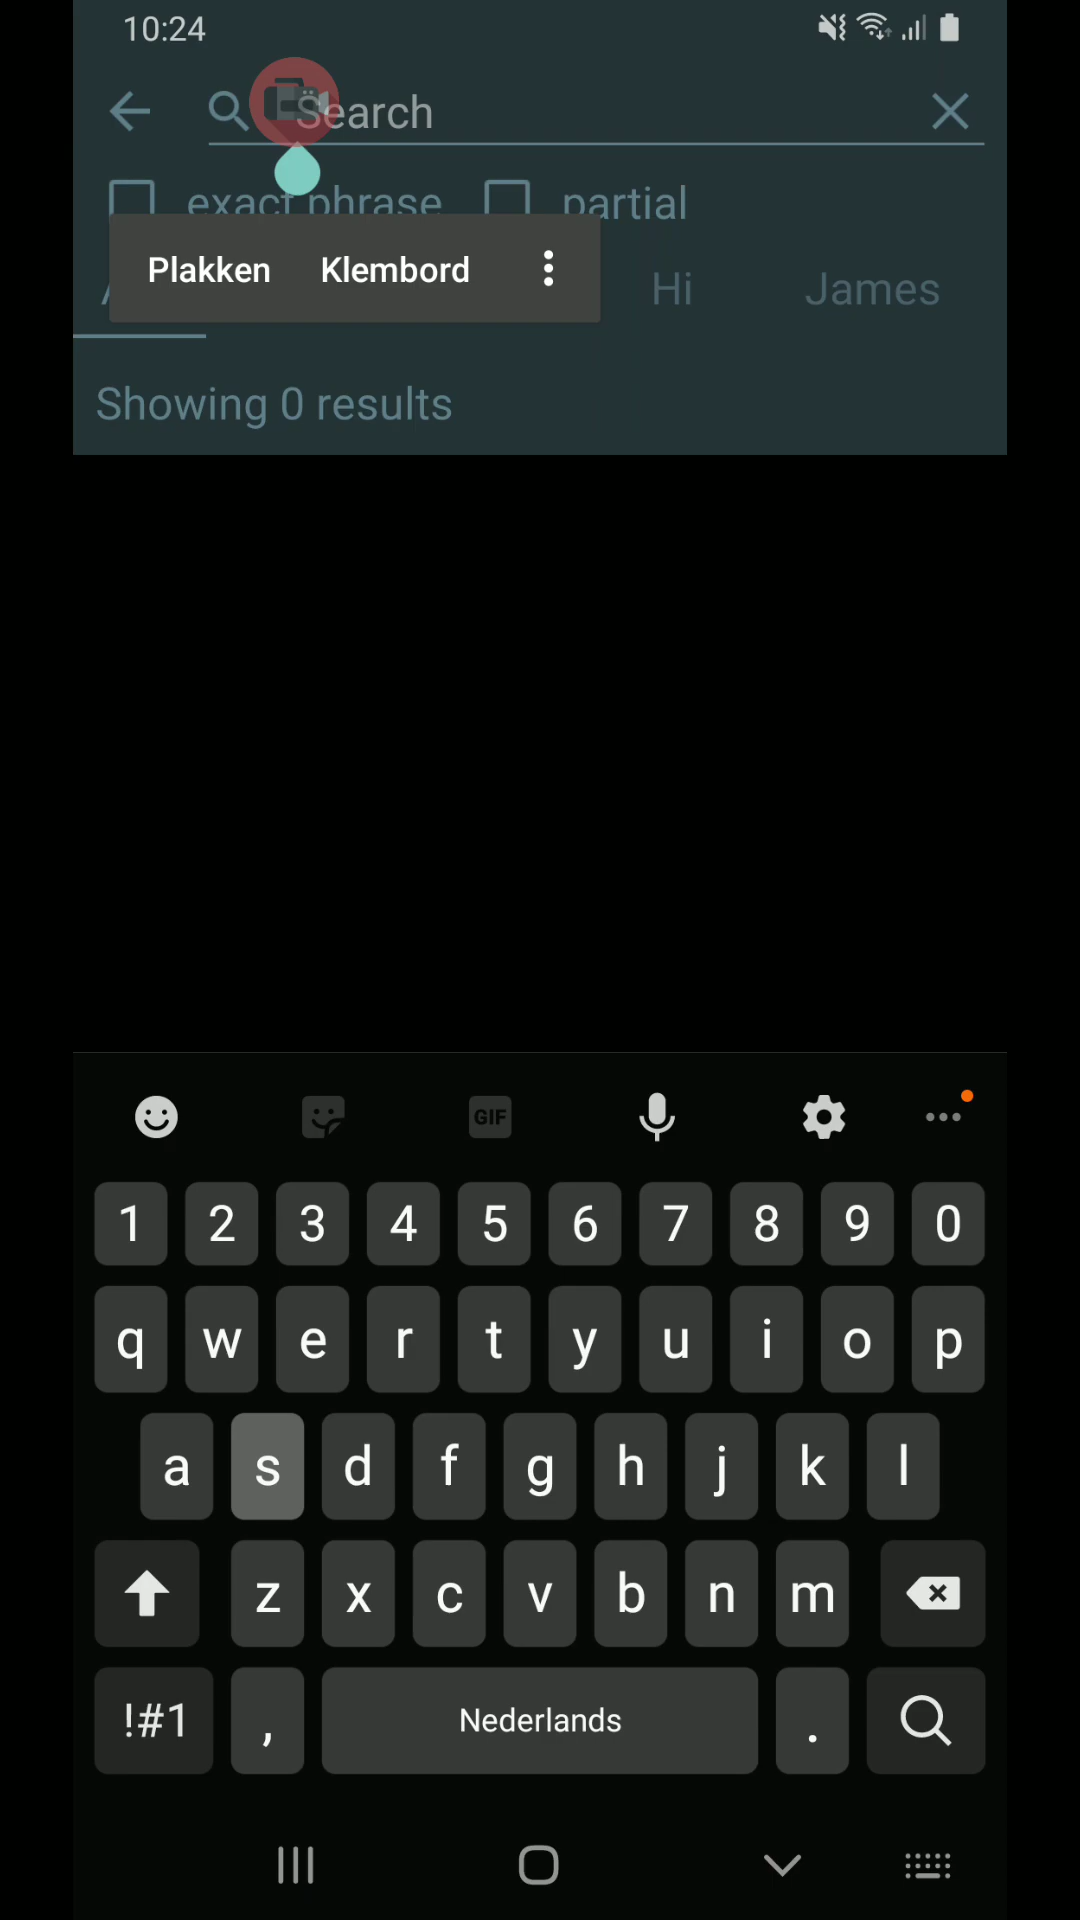 10:24
Search
exact phrase partial
Plakken Klembord
Hi James
Showing 0 results
GIF
1 2 3 4 5 6 7 8 9 0
q w e r t y u i o p
a s d f g h j k l
z x c v b n m
!#1 , Nederlands .